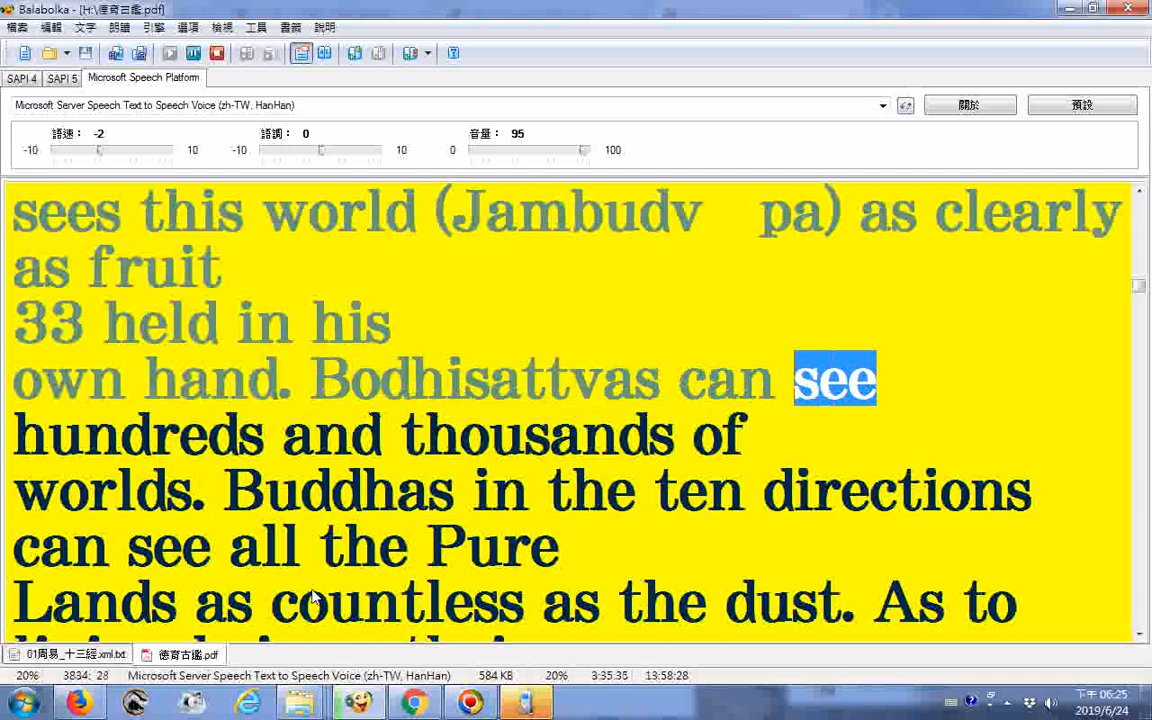 Balabolka - [H:\德育古鑑.pdf]
檔案 編輯 文字 朗讀 引擎 選項 檢視 工具 書籤 說明
SAPI 4 SAPI 5 Microsoft Speech Platform
Microsoft Server Speech Text to Speech Voice (zh-TW, HanHan) 關於 預設
語速： -2 語調： 0 音量： 95
-10 10 -10 10 0 100
sees this world (Jambudv pa) as clearly
as fruit
33 held in his
own hand. Bodhisattvas can see
hundreds and thousands of
worlds. Buddhas in the ten directions
can see all the Pure
Lands as countless as the dust. As to
01周易_十三經.xml.txt 德育古鑑.pdf
20% 3834: 28 Microsoft Server Speech Text to Speech Voice (zh-TW, HanHan) 584 KB 20% 3:35:35 13:58:28
下午 06:25
2019/6/24